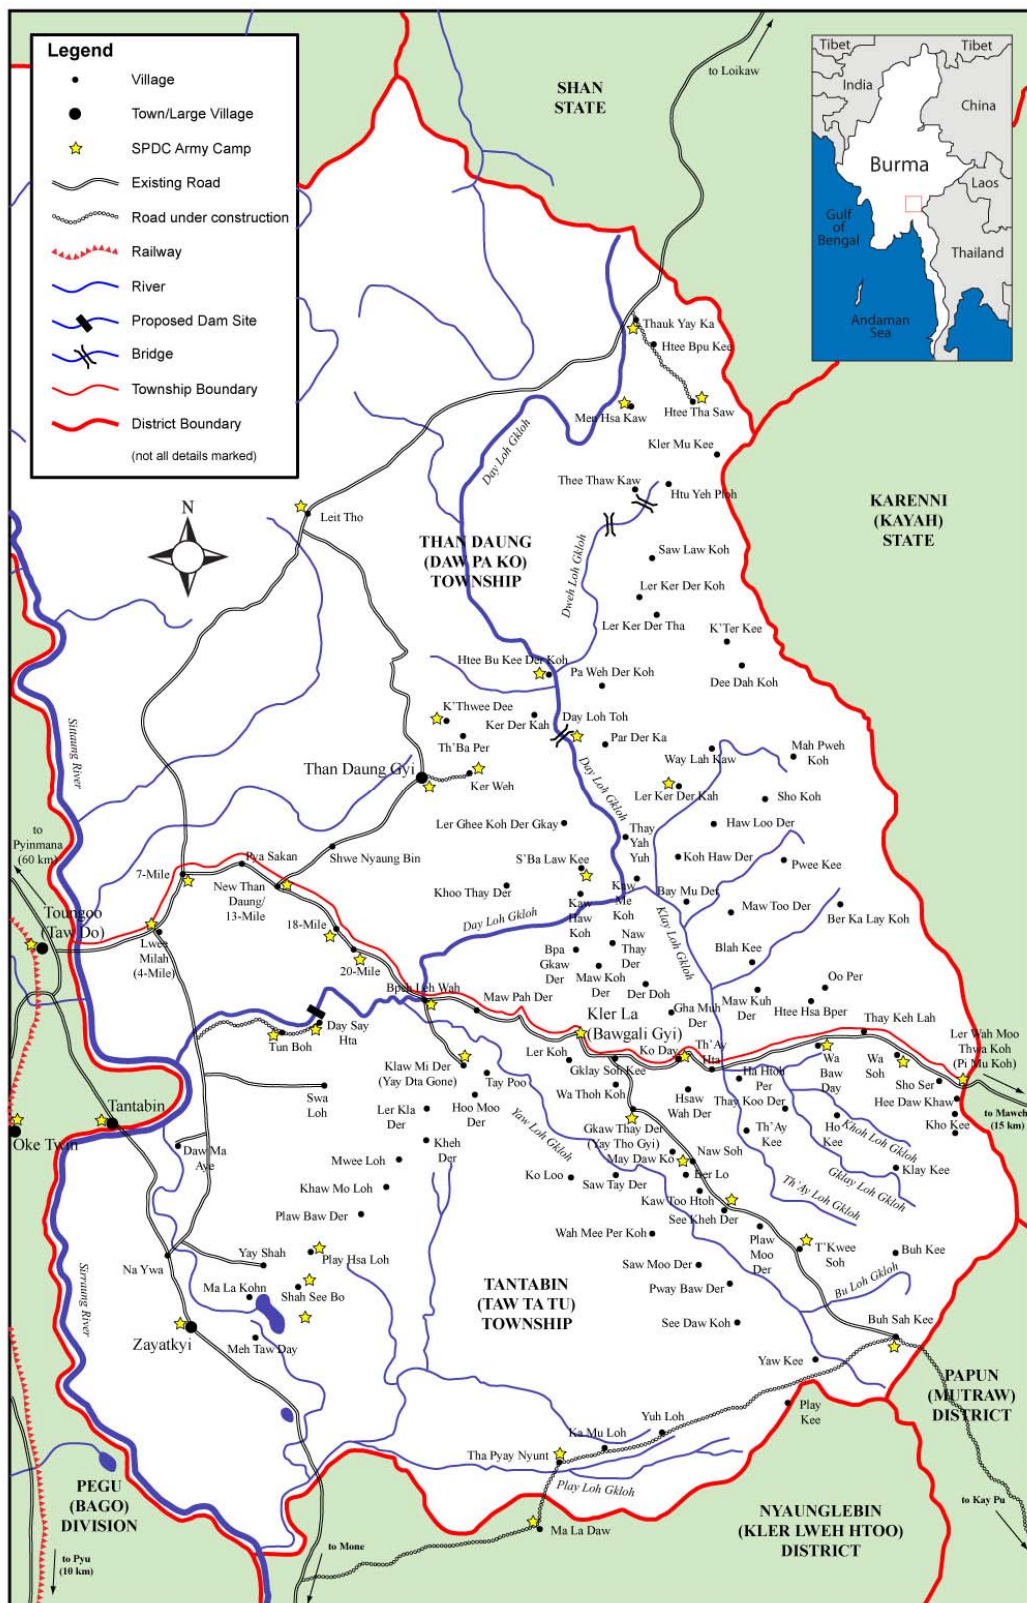 Legend
Village
Town/Large Village
SPDC Army Camp
Existing Road
Road under construction
Railway
River
Proposed Dam Site
Bridge
Township Boundary
District Boundary
(not all details marked)
SHAN
STATE
to Loikaw
Tibet
Tibet
India
China
Burma
Laos
Gulf
of
Bengal
Thailand
Andaman
Sea
Thauk Yay Ka
Htee Bpu Kee
Htee Tha Saw
Men Hsa Kaw
Day Loh Gkloh
Kler Mu Kee
Thee Thaw Kaw
Htu Yeh Ploh
N
Leit Tho
KARENNI
(KAYAH)
STATE
THAN DAUNG
(DAW PA KO)
TOWNSHIP
Dweh Loh Gkloh
Saw Law Koh
Ler Ker Der Koh
Ler Ker Der Tha
K'Ter Kee
Dee Dah Koh
Htee Bu Kee Der Koh
Pa Weh Der Koh
K'Thwee Dee
Ker Der Kah
Day Loh Toh
Th'Ba Per
Par Der Ka
Way Lah Kaw
Mah Pweh
Koh
Sittaung River
Than Daung Gyi
Ker Weh
Day Loh Gkloh
Ler Ker Der Kah
Sho Koh
Ler Ghee Koh Der Gkay
Thay
Yah
Yuh
Haw Loo Der
to
Pyinmana
(60 km)
Shwe Nyaung Bin
Pya Sakan
7-Mile
New Than
Daung/
13-Mile
S'Ba Law Kee
Koh Haw Der
Pwee Kee
Khoo Thay Der
Kaw
Me
Koh
Kaw
Haw
Koh
Bay Mu Der
Maw Too Der
Ber Ka Lay Koh
Toungoo
(Taw Do)
Lwee
Milah
(4-Mile)
18-Mile
20-Mile
Day Loh Gkloh
Klay Loh Gkloh
Naw
Thay
Der
Bpa
Gkaw
Der
Blah Kee
Maw Koh
Der
Der Doh
Oo Per
Maw Kuh
Der
Htee Hsa Bper
Bpeh Leh Wah
Maw Pah Der
Kler La
(Bawgali Gyi)
Gha Muh
Der
Thay Keh Lah
Ler Wah Moo
Thwa Koh
(Pi Mu Koh)
Day Say
Hta
Tun Boh
Ko Day
Th'Ay
Hta
Ler Koh
Gklay Soh Kee
Klaw Mi Der
(Yay Dta Gone)
Tay Poo
Wa
Baw Day
Wa
Soh
Ha Htoh
Per
Sho Ser
Swa
Loh
Wa Thoh Koh
Hsaw
Wah Der
Thay Koo Der
Hee Daw Khaw
to Mawchi
(15 km)
Tantabin
Oke Twin
Ler Kla
Der
Hoo Moo
Der
Yaw Loh Gkloh
Gkaw Thay Der
(Yay Tho Gyi)
Th'Ay
Kee
Ho
Kee
Khoh Loh Gkloh
Kho Kee
Daw Ma
Aye
Kheh
Der
Mwee Loh
May Daw Ko
Naw Soh
Klay Kee
Gklay Loh Gkloh
Khaw Mo Loh
Ko Loo
Saw Tay Der
Ber Lo
Kaw Too Htoh
Th'Ay Loh Gkloh
Plaw Baw Der
See Kheh Der
Wah Mee Per Koh
Plaw
Moo
Der
T'Kwee
Soh
Buh Kee
Na Ywa
Yay Shah
Play Hsa Loh
Saw Moo Der
Bu Loh Gkloh
Sittaung River
Ma La Kohn
Shah See Bo
TANTABIN
(TAW TA TU)
TOWNSHIP
Pway Baw Der
Zayatkyi
Meh Taw Day
See Daw Koh
Buh Sah Kee
Yaw Kee
PAPUN
(MUTRAW)
DISTRICT
Play
Kee
Yuh Loh
Ka Mu Loh
Tha Pyay Nyunt
Play Loh Gkloh
PEGU
(BAGO)
DIVISION
Ma La Daw
NYAUNGLEBIN
(KLER LWEH HTOO)
DISTRICT
to Kay Pu
to Mone
to Pyu
(10 km)